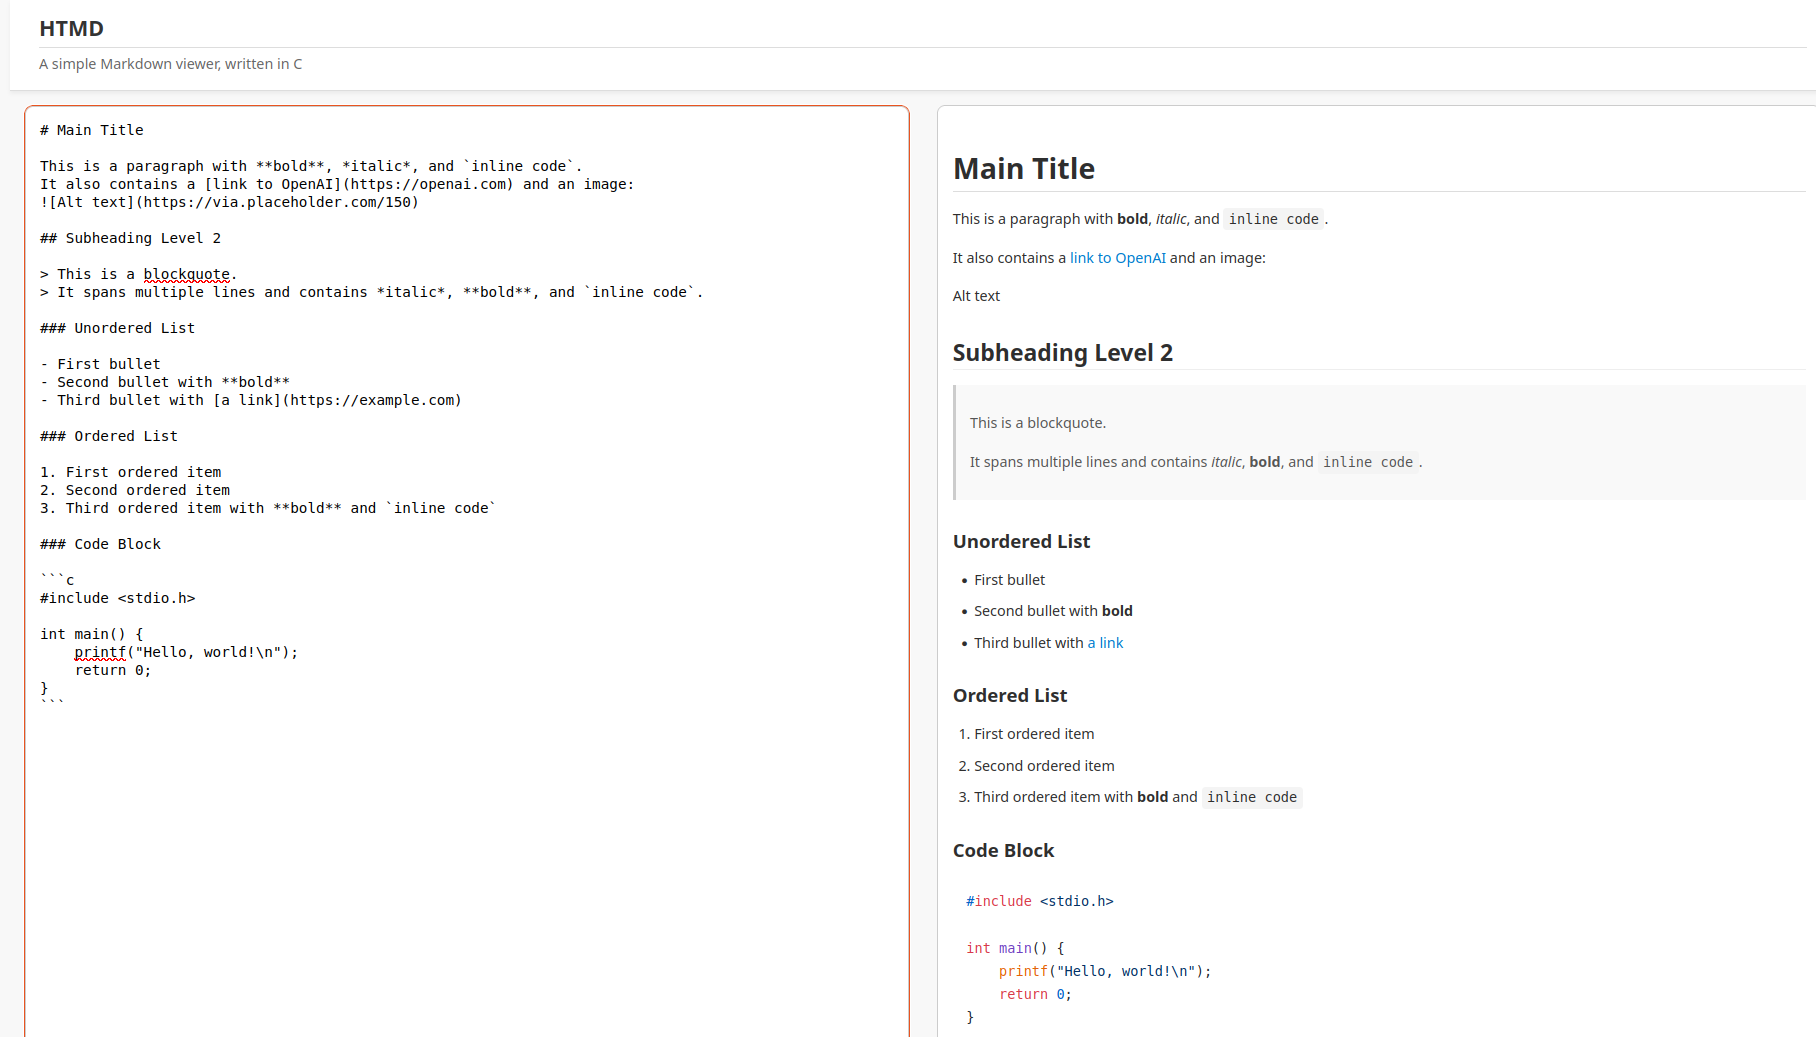 HTMD
A simple Markdown viewer, written in C
# Main Title
This is a paragraph with **bold**, *italic*, and `inline code`.
It also contains a [link to OpenAI](https://openai.com) and an image:
![Alt text](https://via.placeholder.com/150)
## Subheading Level 2
> This is a blockquote.
> It spans multiple lines and contains *italic*, **bold**, and `inline code`.
### Unordered List
- First bullet
- Second bullet with **bold**
- Third bullet with [a link](https://example.com)
### Ordered List
1. First ordered item
2. Second ordered item
3. Third ordered item with **bold** and `inline code`
### Code Block
```c
#include <stdio.h>
int main() {
    printf("Hello, world!\n");
    return 0;
}
```
Main Title
This is a paragraph with bold, italic, and inline code.
It also contains a link to OpenAI and an image:
Alt text
Subheading Level 2
This is a blockquote.
It spans multiple lines and contains italic, bold, and inline code.
Unordered List
• First bullet
• Second bullet with bold
• Third bullet with a link
Ordered List
1. First ordered item
2. Second ordered item
3. Third ordered item with bold and inline code
Code Block
#include <stdio.h>
int main() {
    printf("Hello, world!\n");
    return 0;
}